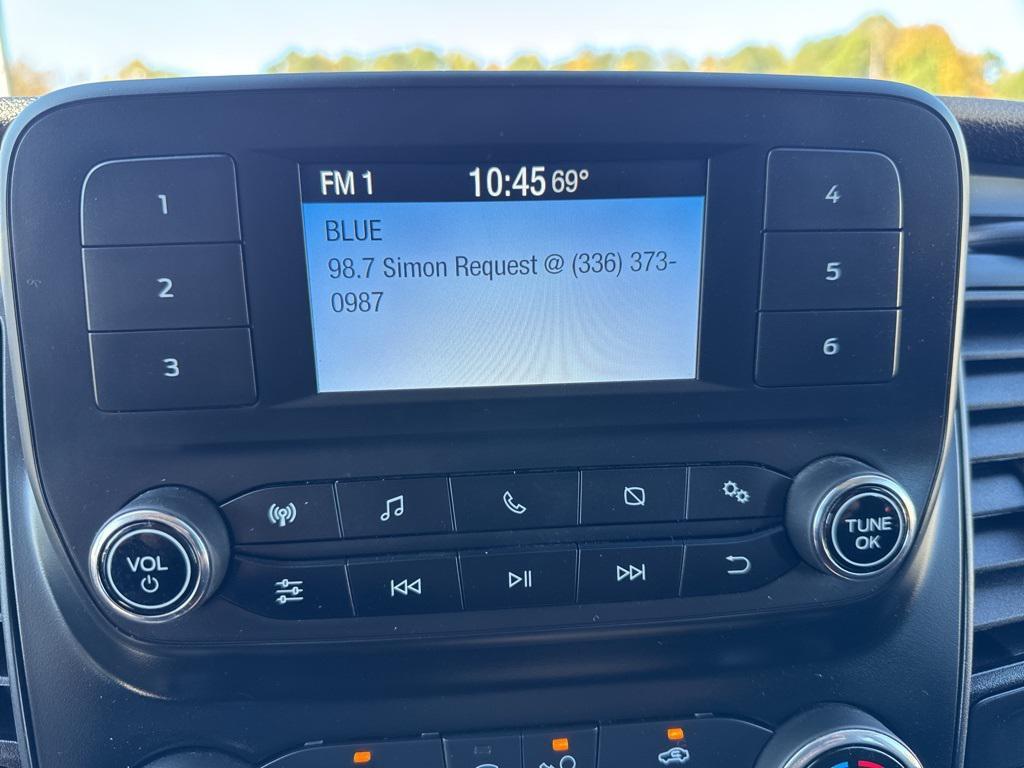 FM 1 10:45 69°
BLUE
98.7 Simon Request @ (336) 373-
0987
1
2
3
4
5
6
VOL
TUNE
OK